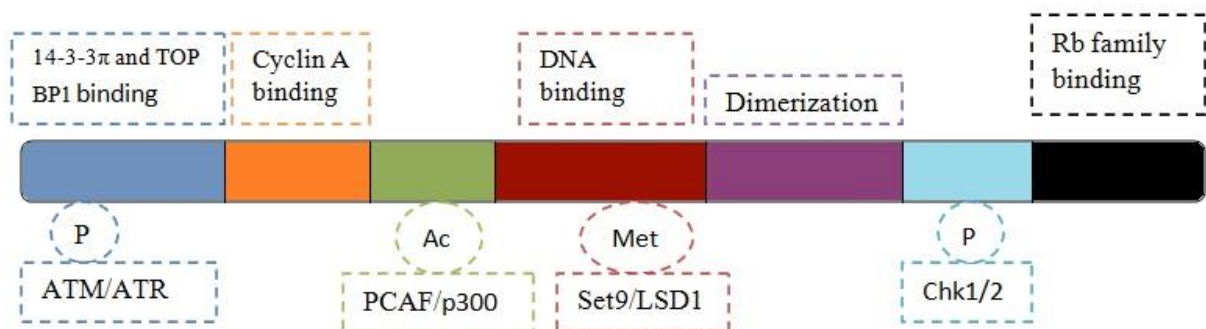 14-3-3π and TOP
BP1 binding
Cyclin A
binding
DNA
binding
Dimerization
Rb family
binding
P
Ac
Met
P
ATM/ATR
PCAF/p300
Set9/LSD1
Chk1/2